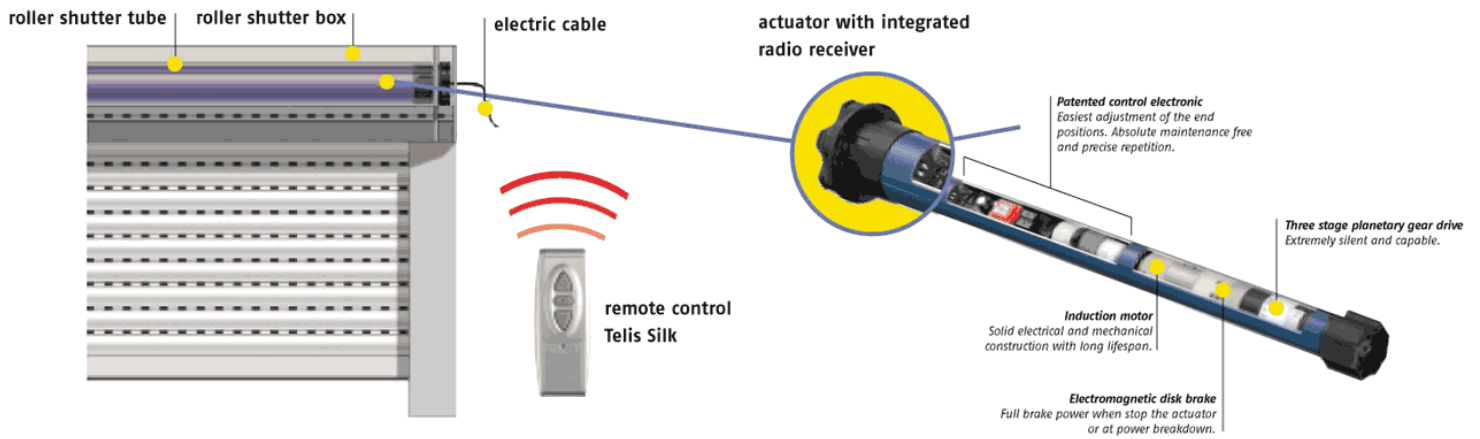 roller shutter tube
roller shutter box
electric cable
actuator with integrated
radio receiver
Patented control electronic
Easiest adjustment of the end
positions. Absolute maintenance free
and precise repetition.
Three stage planetary gear drive
Extremely silent and capable.
remote control
Telis Silk
Induction motor
Solid electrical and mechanical
construction with long lifespan.
Electromagnetic disk brake
Full brake power when stop the actuator
or at power breakdown.